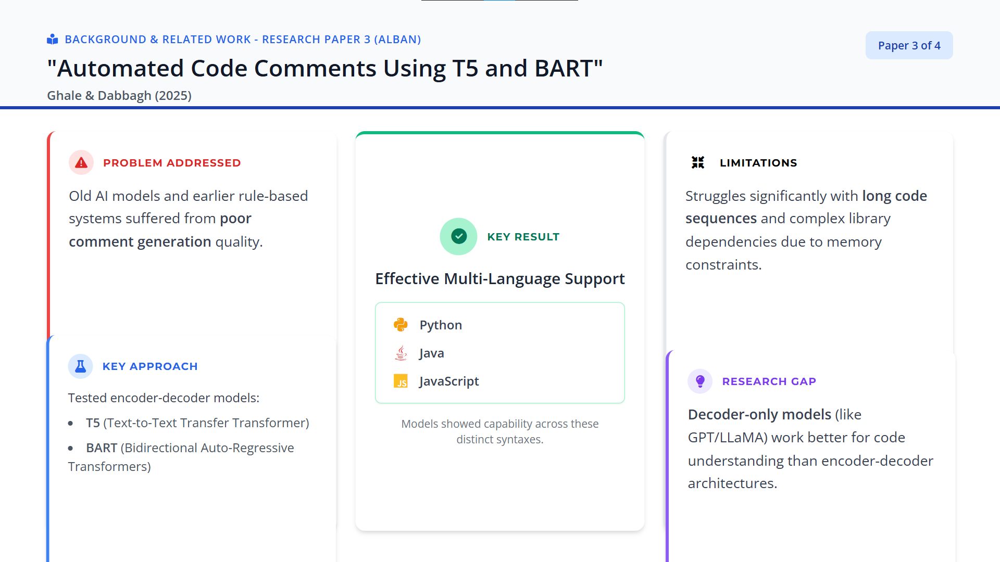 BACKGROUND & RELATED WORK - RESEARCH PAPER 3 (ALBAN)
"Automated Code Comments Using T5 and BART"
Ghale & Dabbagh (2025)
Paper 3 of 4
PROBLEM ADDRESSED
Old AI models and earlier rule-based
systems suffered from poor
comment generation quality.
KEY APPROACH
Tested encoder-decoder models:
• T5 (Text-to-Text Transfer Transformer)
• BART (Bidirectional Auto-Regressive
Transformers)
KEY RESULT
Effective Multi-Language Support
Python
Java
JS JavaScript
Models showed capability across these
distinct syntaxes.
LIMITATIONS
Struggles significantly with long code
sequences and complex library
dependencies due to memory
constraints.
RESEARCH GAP
Decoder-only models (like
GPT/LLaMA) work better for code
understanding than encoder-decoder
architectures.